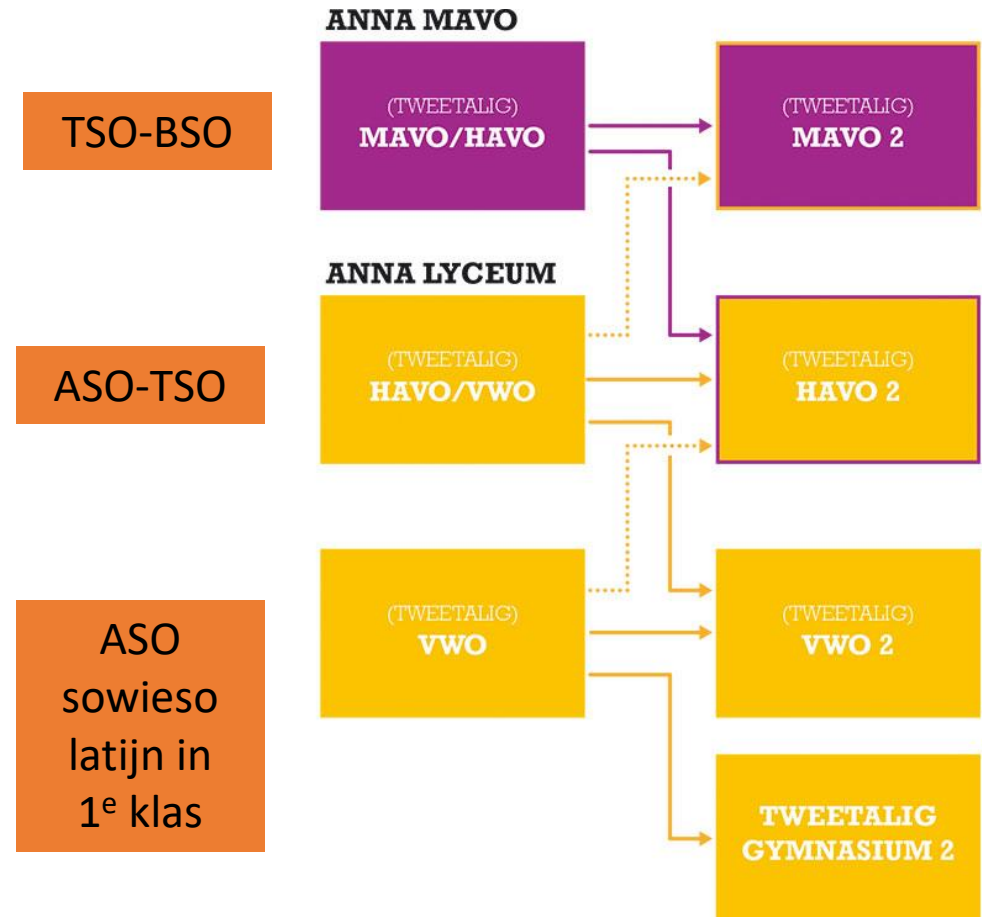 ANNA MAVO
TSO-BSO
(TWEETALIG)
MAVO/HAVO
(TWEETALIG)
MAVO 2
ANNA LYCEUM
ASO-TSO
(TWEETALIG)
HAVO/VWO
(TWEETALIG)
HAVO 2
ASO
sowieso
latijn in
1e klas
(TWEETALIG)
VWO
(TWEETALIG)
VWO 2
TWEETALIG
GYMNASIUM 2